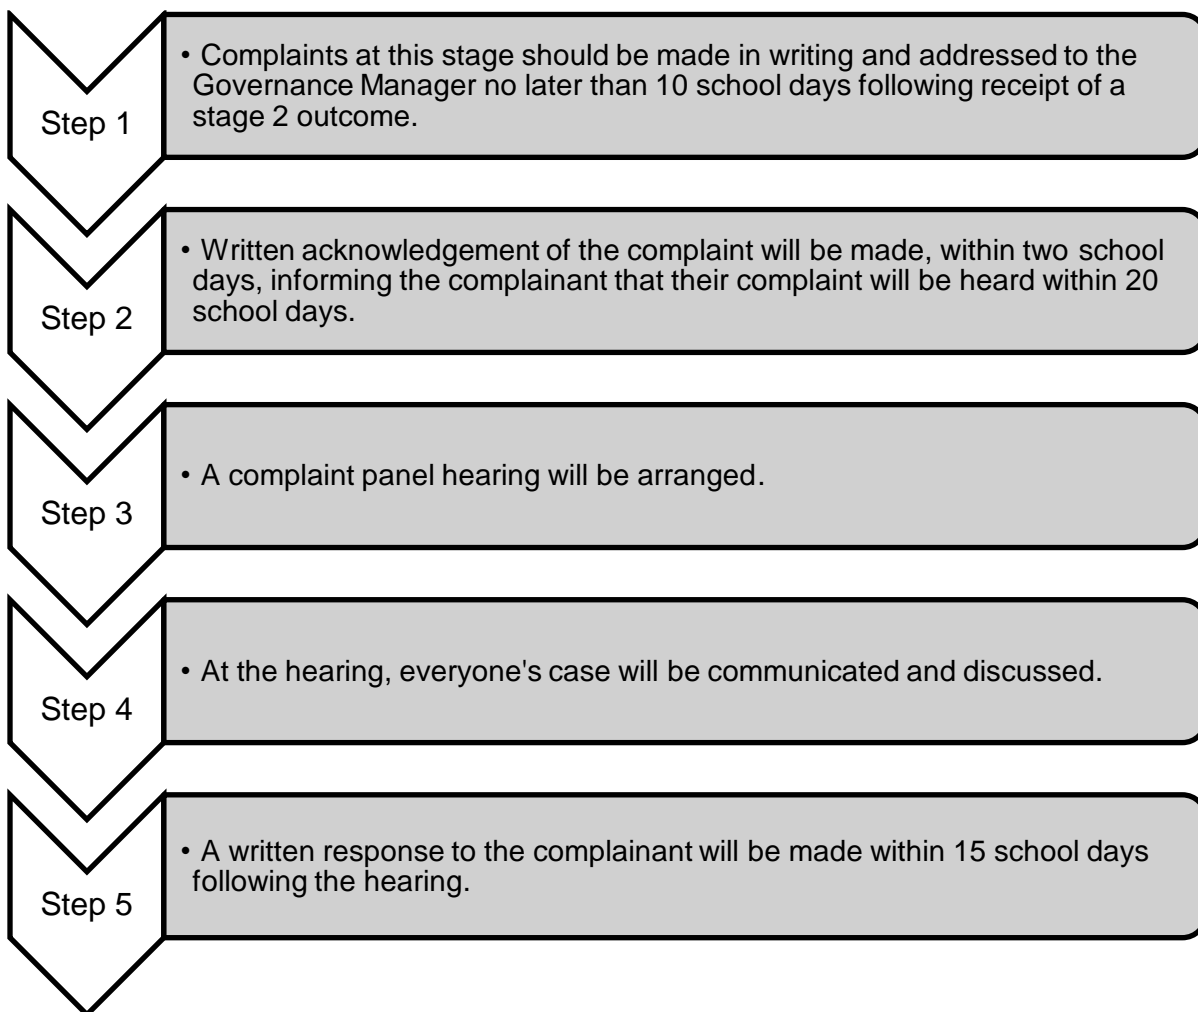 Step 1
• Complaints at this stage should be made in writing and addressed to the
Governance Manager no later than 10 school days following receipt of a
stage 2 outcome.
Step 2
• Written acknowledgement of the complaint will be made, within two school
days, informing the complainant that their complaint will be heard within 20
school days.
Step 3
• A complaint panel hearing will be arranged.
Step 4
• At the hearing, everyone's case will be communicated and discussed.
Step 5
• A written response to the complainant will be made within 15 school days
following the hearing.